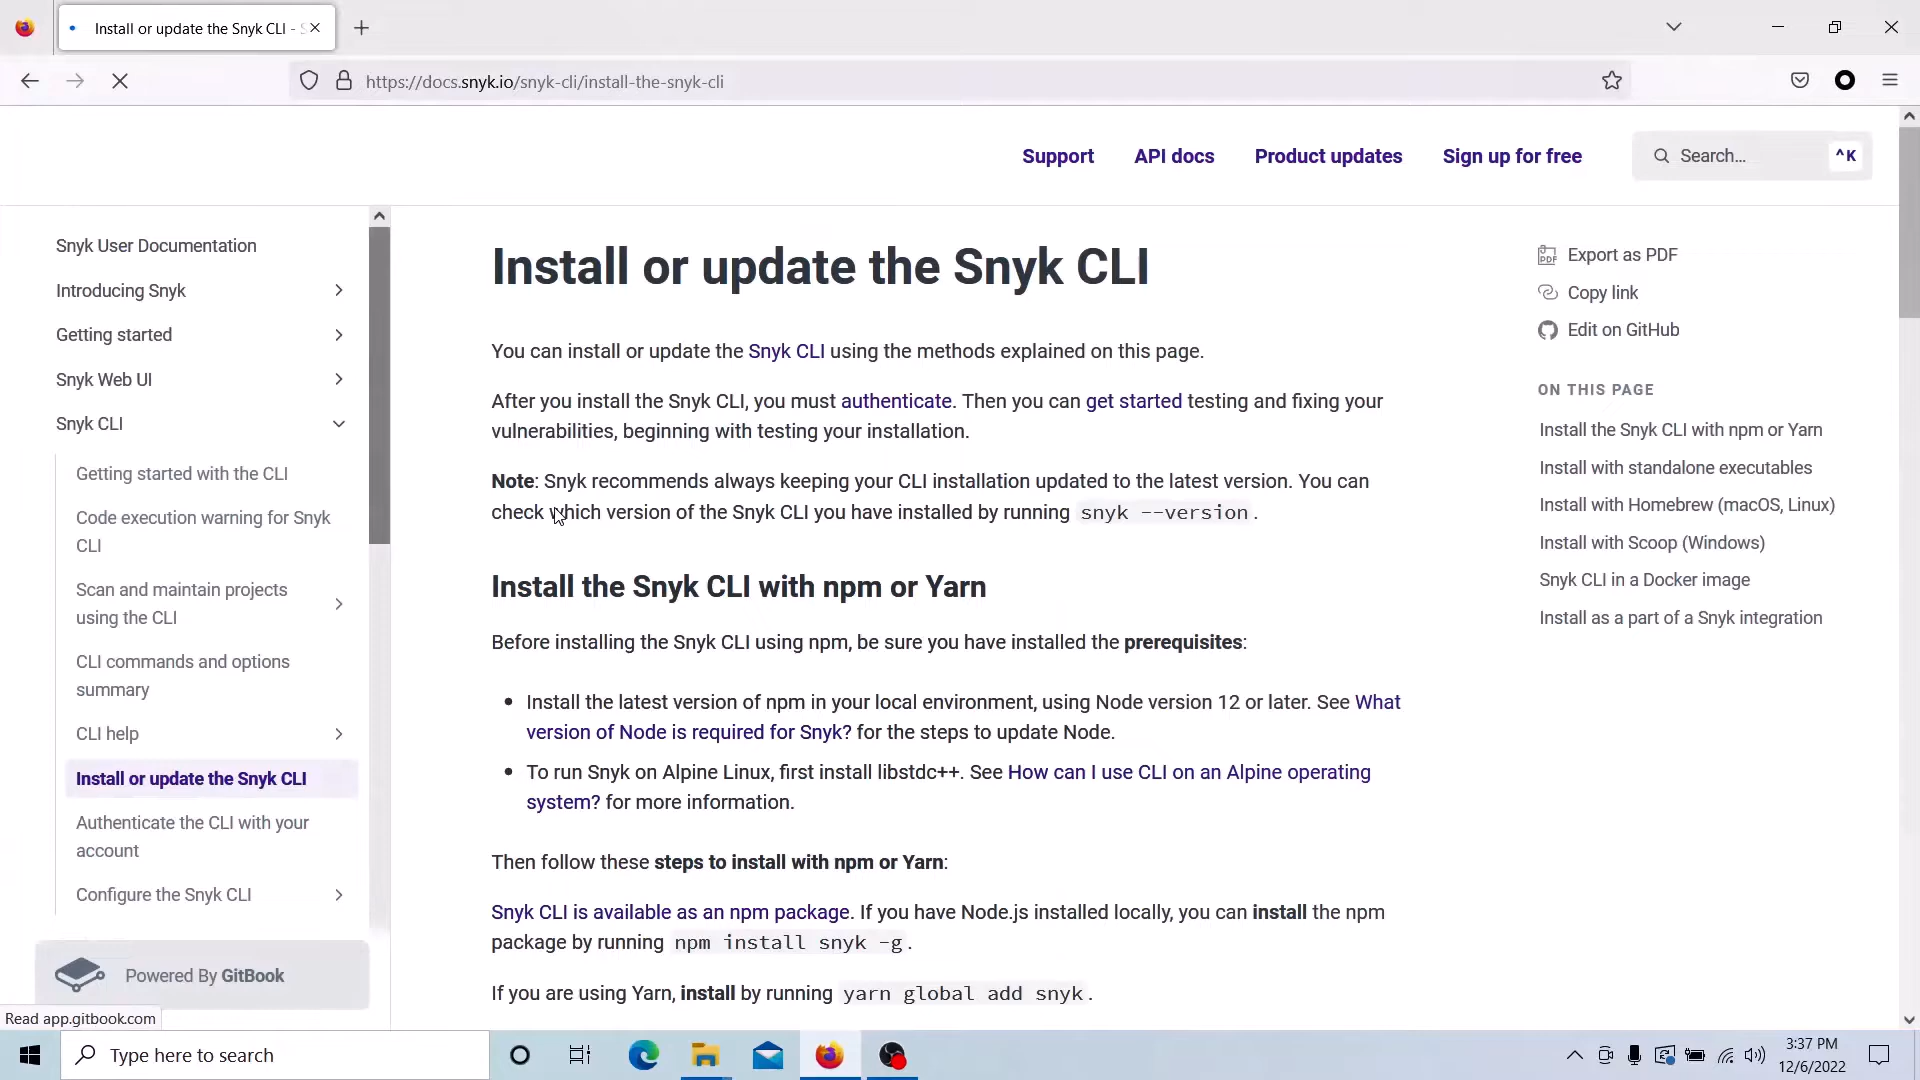 Install or update the Snyk CLI - S
https://docs.snyk.io/snyk-cli/install-the-snyk-cli
Support
API docs
Product updates
Sign up for free
Search...
^K
Snyk User Documentation
Introducing Snyk
Getting started
Snyk Web UI
Snyk CLI
Getting started with the CLI
Code execution warning for Snyk
CLI
Scan and maintain projects
using the CLI
CLI commands and options
summary
CLI help
Install or update the Snyk CLI
Authenticate the CLI with your
account
Configure the Snyk CLI
Powered By GitBook
Install or update the Snyk CLI
You can install or update the Snyk CLI using the methods explained on this page.
After you install the Snyk CLI, you must authenticate. Then you can get started testing and fixing your
vulnerabilities, beginning with testing your installation.
Note: Snyk recommends always keeping your CLI installation updated to the latest version. You can
check which version of the Snyk CLI you have installed by running snyk --version.
Install the Snyk CLI with npm or Yarn
Before installing the Snyk CLI using npm, be sure you have installed the prerequisites:
• Install the latest version of npm in your local environment, using Node version 12 or later. See What
version of Node is required for Snyk? for the steps to update Node.
• To run Snyk on Alpine Linux, first install libstdc++. See How can I use CLI on an Alpine operating
system? for more information.
Then follow these steps to install with npm or Yarn:
Snyk CLI is available as an npm package. If you have Node.js installed locally, you can install the npm
package by running npm install snyk -g.
If you are using Yarn, install by running yarn global add snyk.
PDF
Export as PDF
Copy link
Edit on GitHub
ON THIS PAGE
Install the Snyk CLI with npm or Yarn
Install with standalone executables
Install with Homebrew (macOS, Linux)
Install with Scoop (Windows)
Snyk CLI in a Docker image
Install as a part of a Snyk integration
Read app.gitbook.com
Type here to search
3:37 PM
12/6/2022